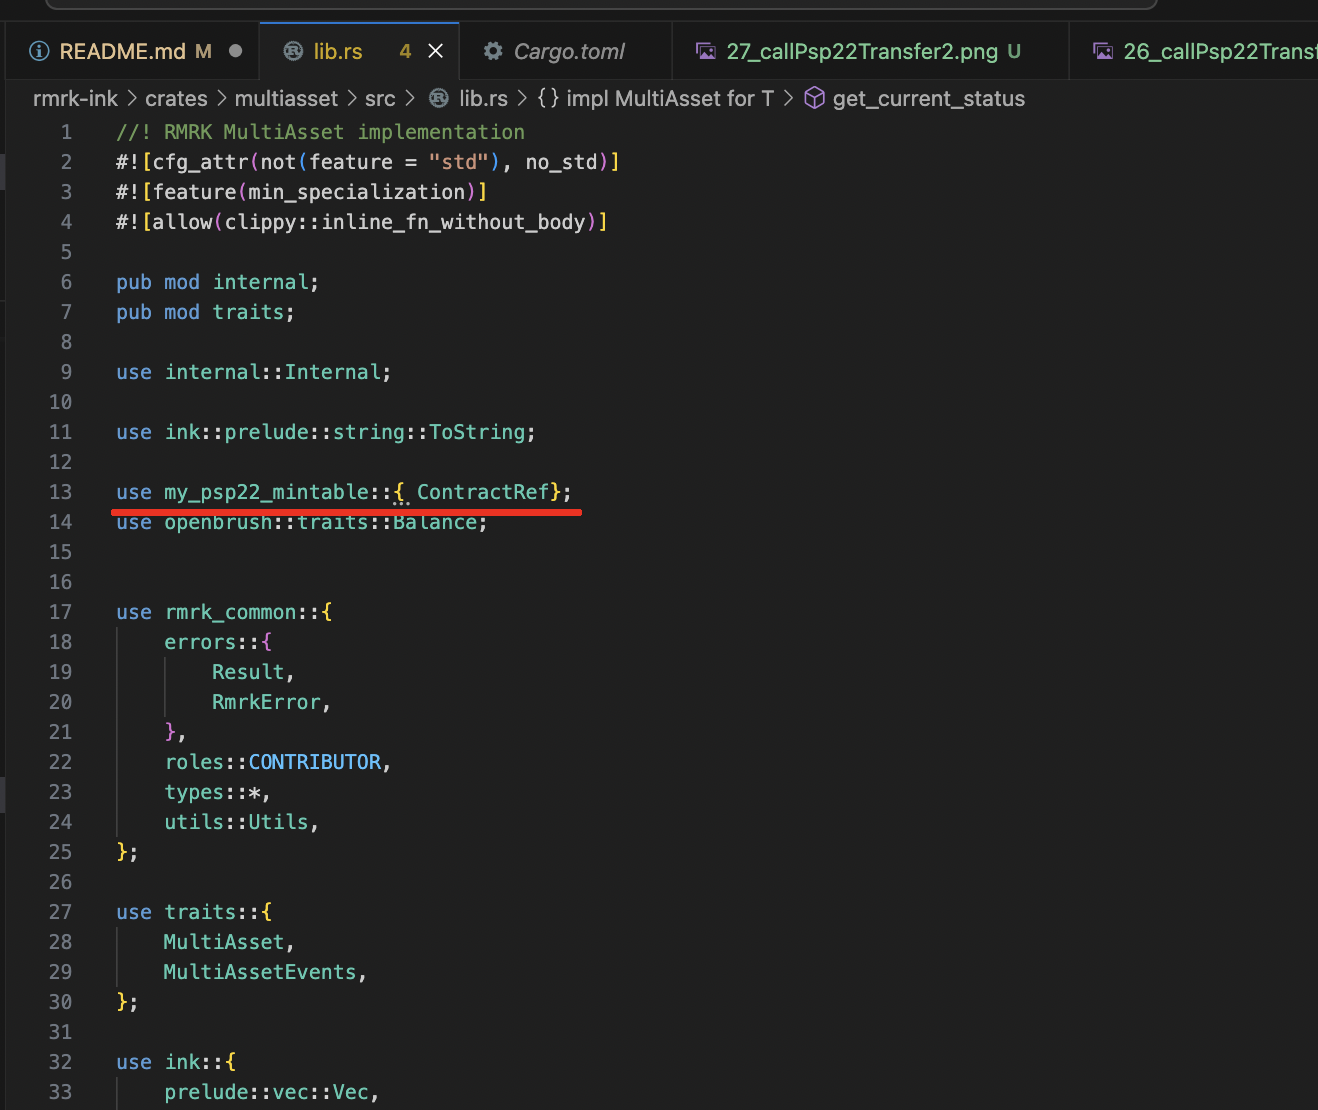 README.md M
lib.rs 4
Cargo.toml
27_callPsp22Transfer2.png U
26_callPsp22Transf
rmrk-ink > crates > multiasset > src > lib.rs > {} impl MultiAsset for T > get_current_status
1 //! RMRK MultiAsset implementation
2 #![cfg_attr(not(feature = "std"), no_std)]
3 #![feature(min_specialization)]
4 #![allow(clippy::inline_fn_without_body)]
5
6 pub mod internal;
7 pub mod traits;
8
9 use internal::Internal;
10
11 use ink::prelude::string::ToString;
12
13 use my_psp22_mintable::{ ContractRef};
14 use openbrush::traits::Balance;
15
16
17 use rmrk_common::{
18 errors::{
19 Result,
20 RmrkError,
21 },
22 roles::CONTRIBUTOR,
23 types::*,
24 utils::Utils,
25 };
26
27 use traits::{
28 MultiAsset,
29 MultiAssetEvents,
30 };
31
32 use ink::{
33 prelude::vec::Vec,